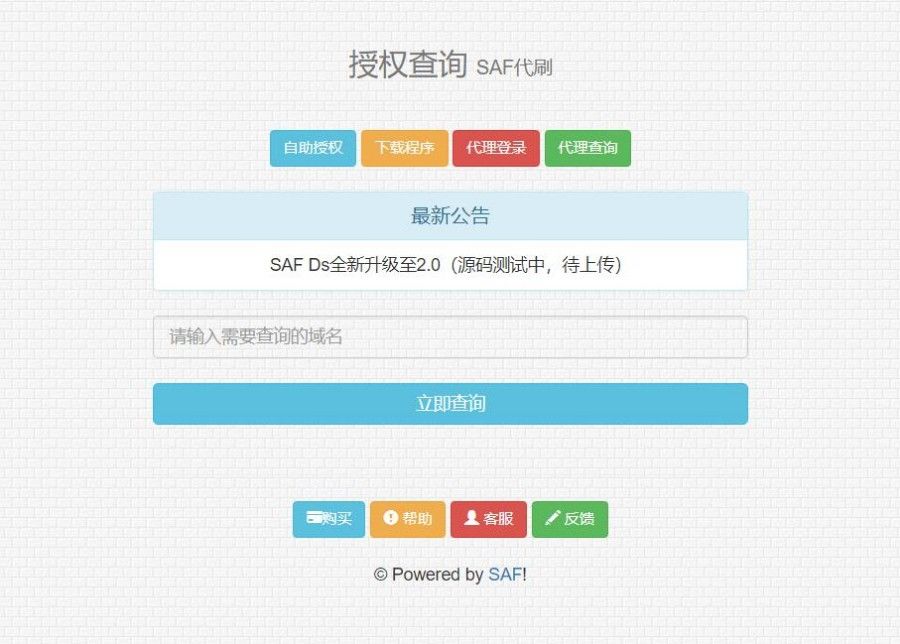 授权查询 SAF代刷
自助授权 下载程序 代理登录 代理查询
最新公告
SAF Ds全新升级至2.0（源码测试中，待上传）
请输入需要查询的域名
立即查询
购买 帮助 客服 反馈
© Powered by SAF!